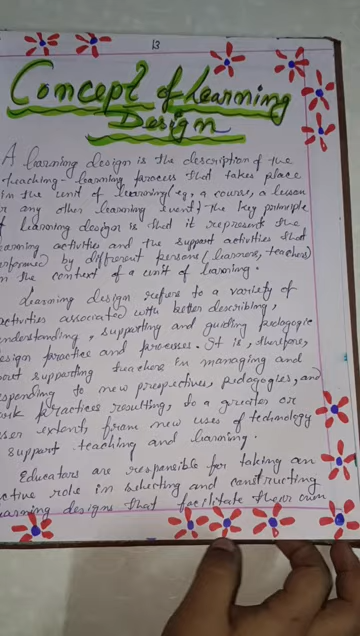 13
Concept of Learning
Design
A learning design is the description of the
teaching-learning process that takes place
in the unit of learning (eg, a course, a lesson
or any other learning event) - the key principle
of learning design is that it represents the
learning activities and the support activities that
performed by different persons (learners, teachers)
in the context of a unit of learning.
Learning design refers to a variety of
activities associated with better describing,
understanding, supporting and guiding pedagogic
design practice and processes. It is, therefore,
about supporting teachers in managing and
responding to new perspectives, pedagogies, and
work practices resulting, to a greater or
lesser extent, from new uses of technology
support teaching and learning.
Educators are responsible for taking an
active role in selecting and constructing
learning designs that facilitate their own